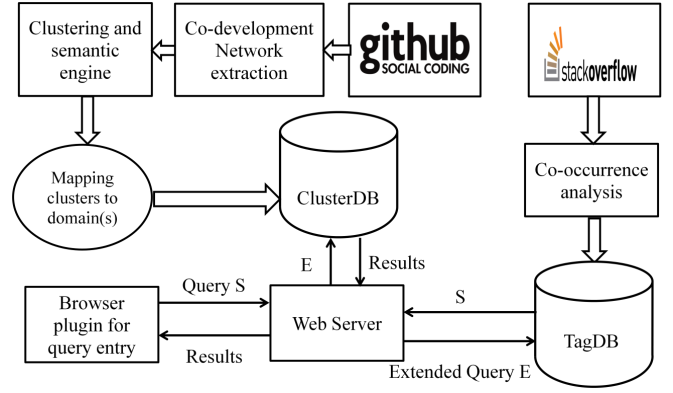 Clustering and
semantic
engine
Co-development
Network
extraction
github
SOCIAL CODING
stackoverflow
Mapping
clusters to
domain(s)
ClusterDB
Co-occurrence
analysis
E
Results
Browser
plugin for
query entry
Query S
Results
Web Server
S
Extended Query E
TagDB